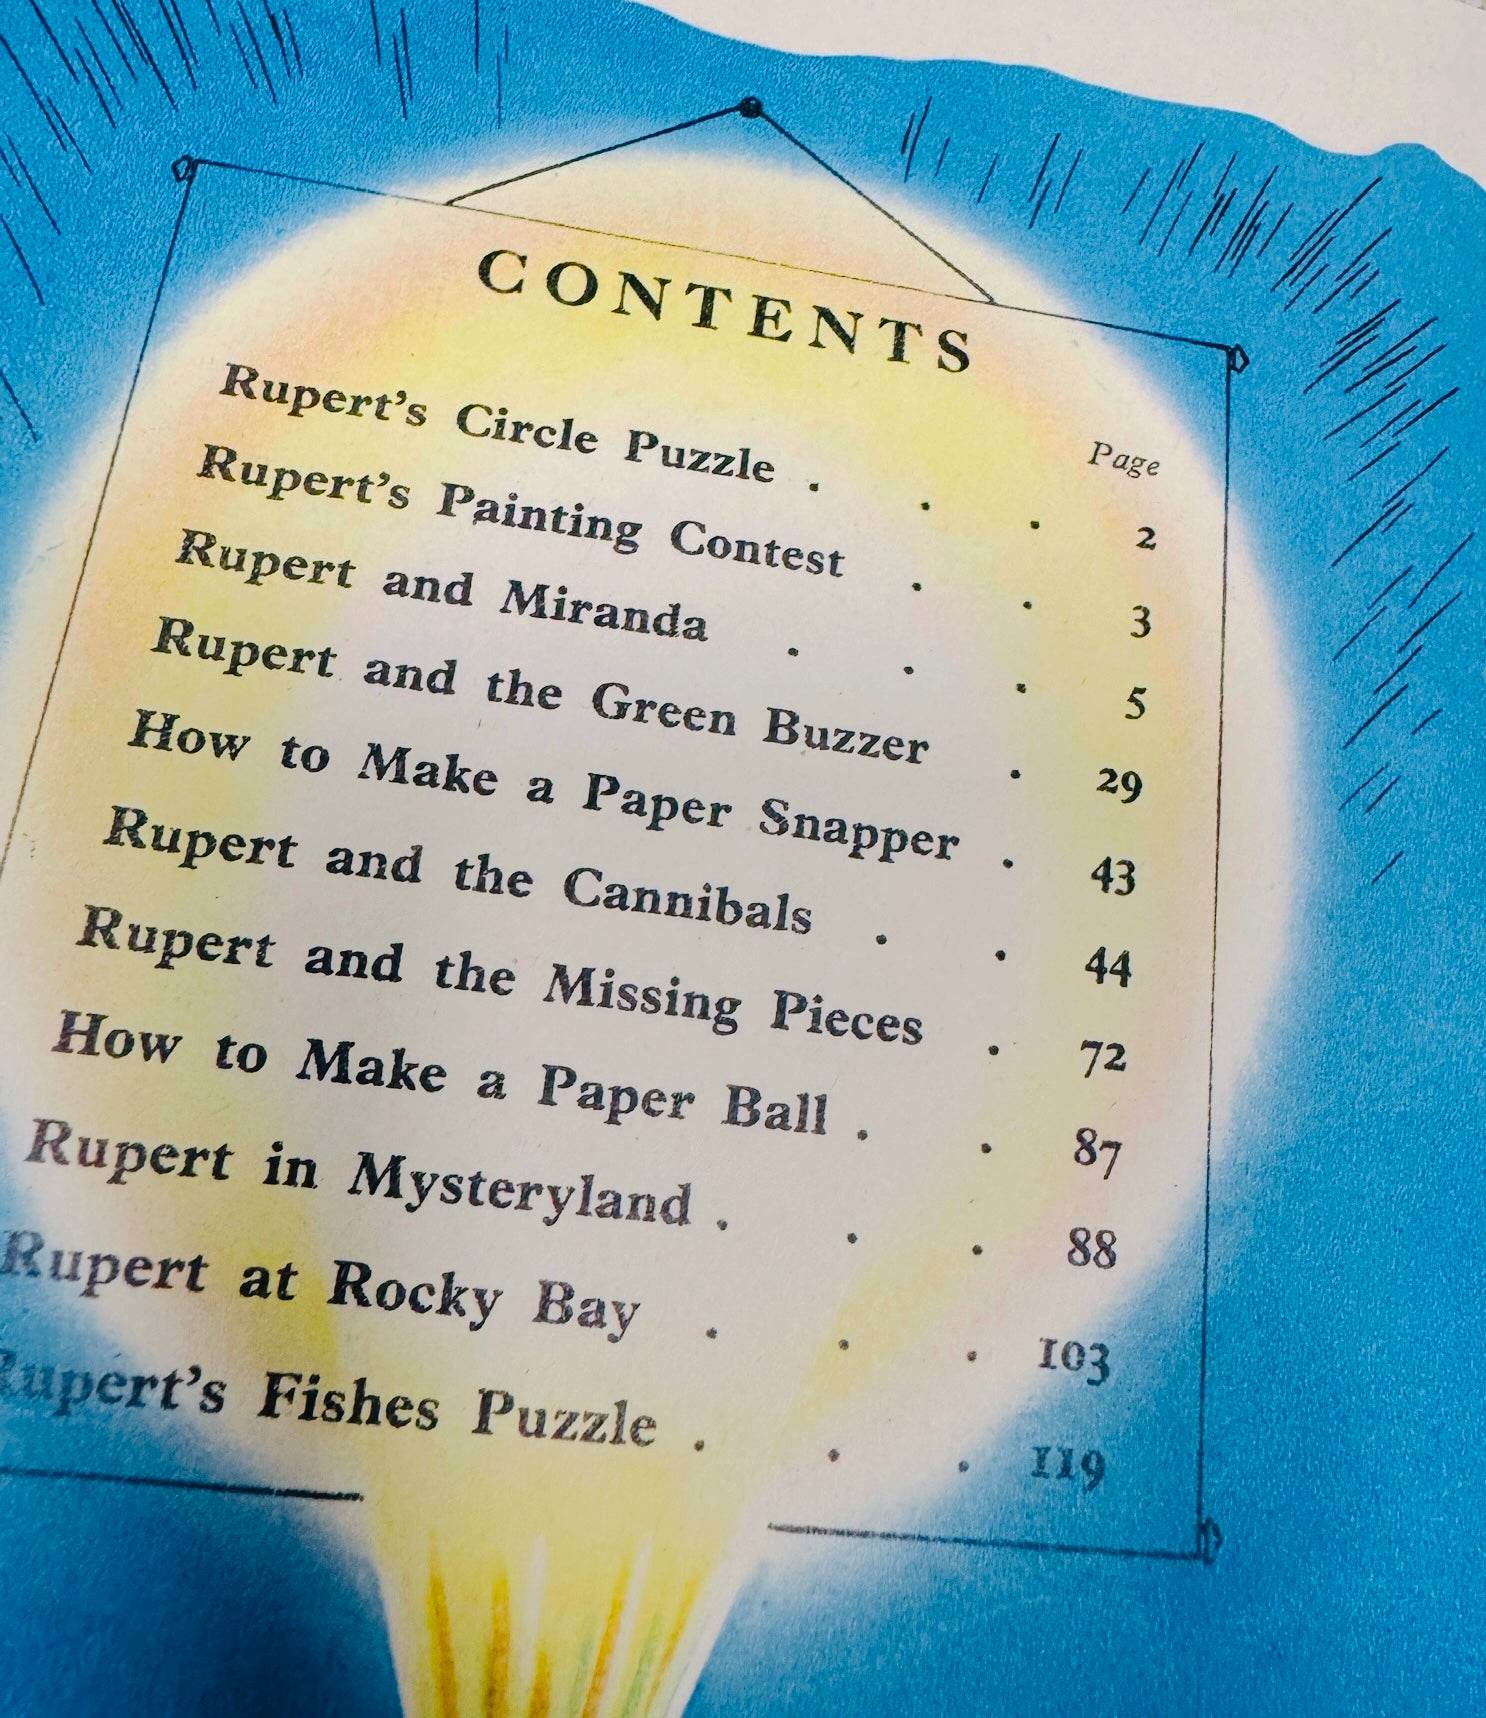 CONTENTS
Page
Rupert's Circle Puzzle . . . 2
Rupert's Painting Contest . . 3
Rupert and Miranda . . . 5
Rupert and the Green Buzzer . 29
How to Make a Paper Snapper . 43
Rupert and the Cannibals . . 44
Rupert and the Missing Pieces . 72
How to Make a Paper Ball . . 87
Rupert in Mysteryland . . . 88
Rupert at Rocky Bay . . . 103
Rupert's Fishes Puzzle . . . 119